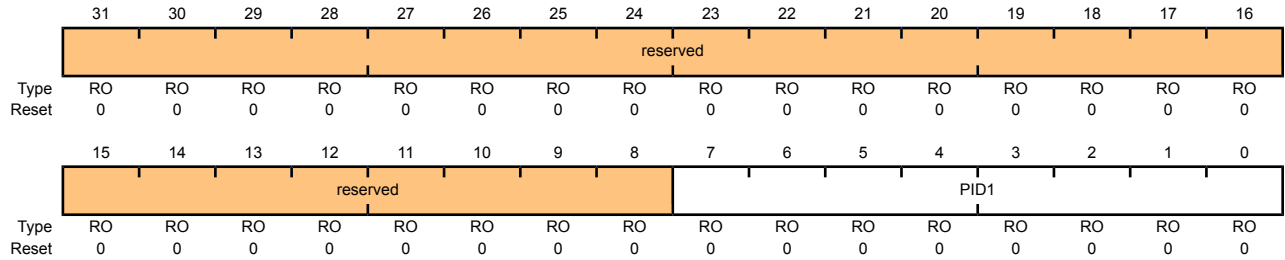 31 30 29 28 27 26 25 24 23 22 21 20 19 18 17 16
reserved
Type RO RO RO RO RO RO RO RO RO RO RO RO RO RO RO RO
Reset 0 0 0 0 0 0 0 0 0 0 0 0 0 0 0 0
15 14 13 12 11 10 9 8 7 6 5 4 3 2 1 0
reserved PID1
Type RO RO RO RO RO RO RO RO RO RO RO RO RO RO RO RO
Reset 0 0 0 0 0 0 0 0 0 0 0 0 0 0 0 0